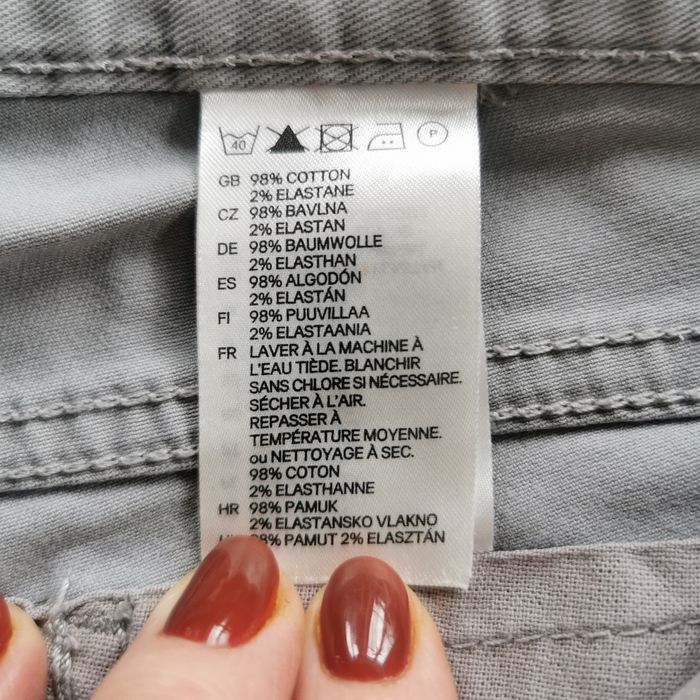 40 P
GB 98% COTTON
2% ELASTANE
CZ 98% BAVLNA
2% ELASTAN
DE 98% BAUMWOLLE
2% ELASTHAN
ES 98% ALGODÓN
2% ELASTÁN
FI 98% PUUVILLAA
2% ELASTAANIA
FR LAVER À LA MACHINE À
L'EAU TIÈDE. BLANCHIR
SANS CHLORE SI NÉCESSAIRE.
SÉCHER À L'AIR.
REPASSER À
TEMPÉRATURE MOYENNE.
ou NETTOYAGE À SEC.
98% COTON
2% ELASTHANNE
HR 98% PAMUK
2% ELASTANSKO VLAKNO
98% PAMUT 2% ELASZTÁN